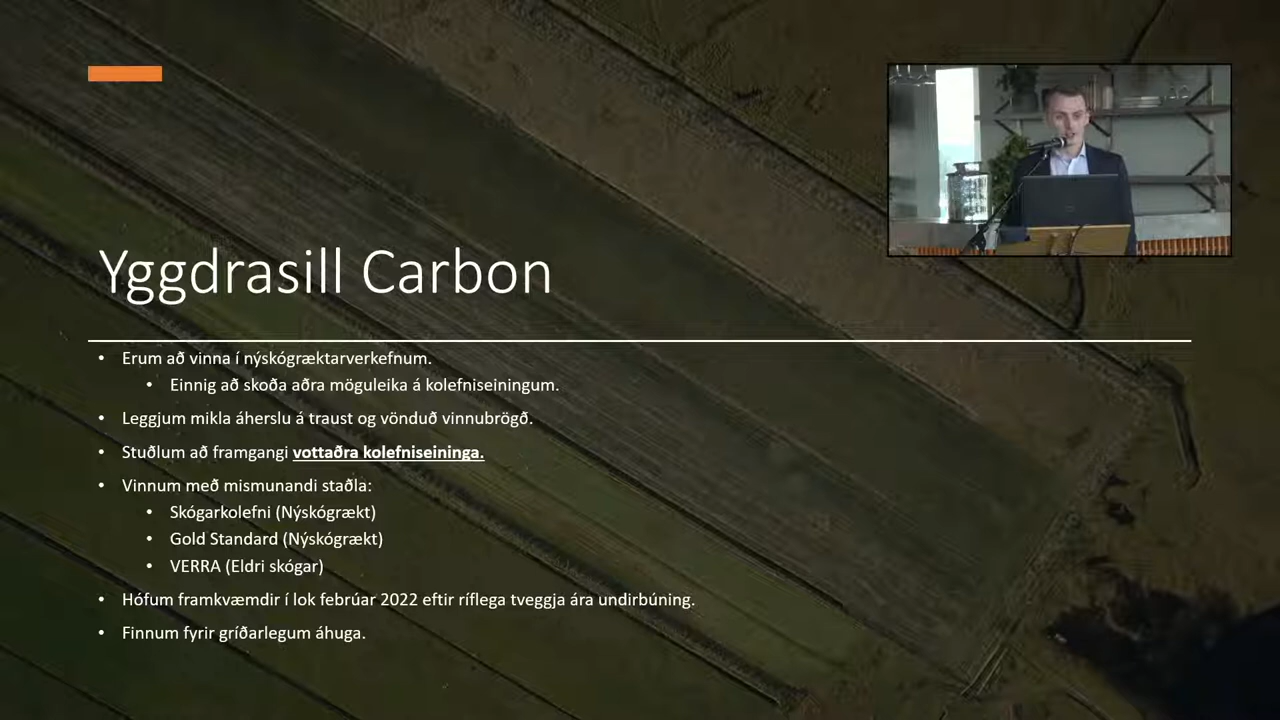 Yggdrasill Carbon
• Erum að vinna í nýskógræktarverkefnum.
• Einnig að skoða aðra möguleika á kolefniseiningum.
• Leggjum mikla áherslu á traust og vönduð vinnubrögð.
• Stuðlum að framgangi vottaðra kolefniseininga.
• Vinnum með mismunandi staðla:
• Skógarkolefni (Nýskógrækt)
• Gold Standard (Nýskógrækt)
• VERRA (Eldri skógar)
• Hófum framkvæmdir í lok febrúar 2022 eftir ríflega tveggja ára undirbúning.
• Finnum fyrir gríðarlegum áhuga.